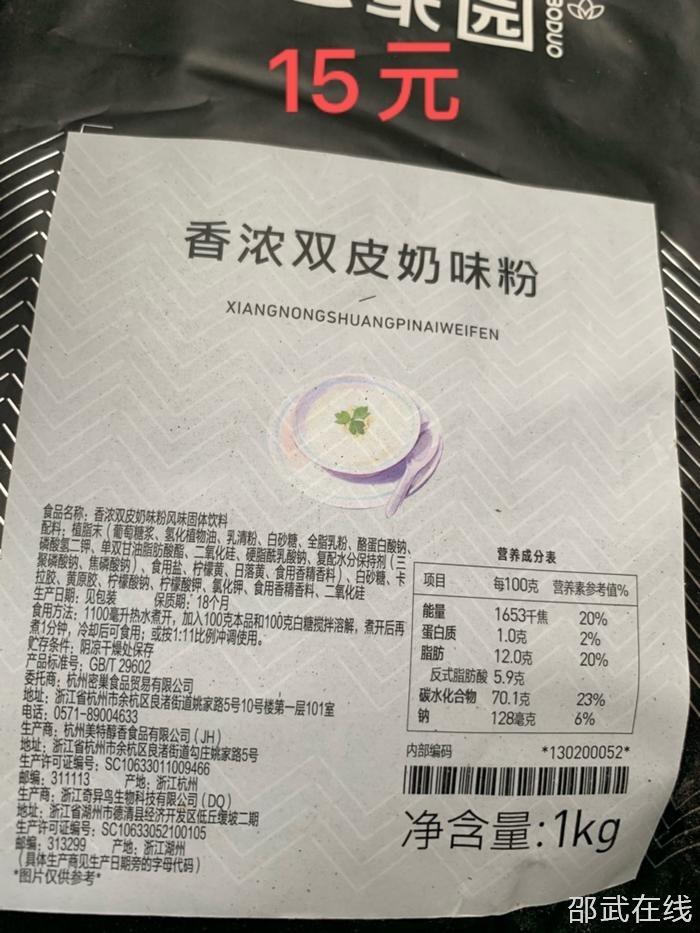 园
BODUO
15元
香浓双皮奶味粉
XIANGNONGSHUANGPINAIWEIFEN
食品名称：香浓双皮奶味粉风味固体饮料
配料：植脂末（葡萄糖浆、氢化植物油、乳清粉、白砂糖、全脂乳粉、酪蛋白酸钠、
磷酸氢二钾、单双甘油脂肪酸酯、二氧化硅、硬脂酰乳酸钠、复配水分保持剂（三
聚磷酸钠、焦磷酸钠）、食用盐、柠檬黄、日落黄、食用香精香料）、白砂糖、卡
拉胶、黄原胶、柠檬酸钠、柠檬酸钾、氯化钾、食用香精香料、二氧化硅
生产日期：见包装 保质期：18个月
食用方法：1100毫升热水煮开，加入100克本品和100克白糖搅拌溶解，煮开后再
煮1分钟，冷却后可食用；或按1:11比例冲调使用。
贮存条件：阴凉干燥处保存
产品标准号：GB/T 29602
委托商：杭州密巢食品贸易有限公司
地址：浙江省杭州市余杭区良渚街道姚家路5号10号楼第一层101室
电话：0571-89004633
生产商：杭州美特醇香食品有限公司（JH）
地址：浙江省杭州市余杭区良渚街道勾庄姚家路5号
生产许可证编号：SC10633011009466
邮编：311113 产地：浙江杭州
生产商：浙江奇异鸟生物科技有限公司（DQ）
地址：浙江省湖州市德清县经济开发区低丘缓坡二期
生产许可证编号：SC10633052100105
邮编：313299 产地：浙江湖州
（具体生产商见生产日期旁的字母代码）
*图片仅供参考*
营养成分表
项目 每100克 营养素参考值%
能量 1653千焦 20%
蛋白质 1.0克 2%
脂肪 12.0克 20%
反式脂肪酸 5.9克
碳水化合物 70.1克 23%
钠 128毫克 6%
内部编码 *130200052*
净含量:1kg
邵武在线